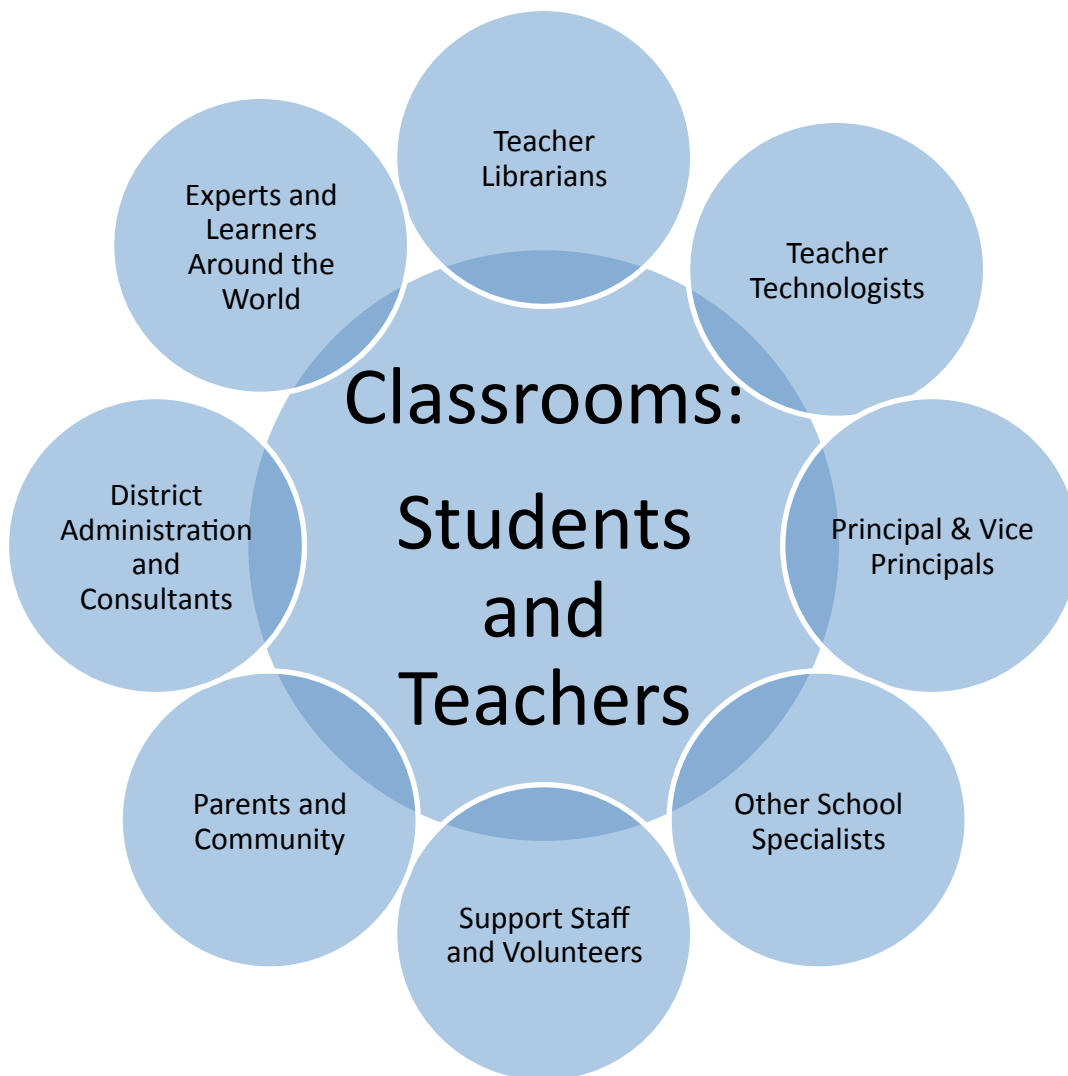 Teacher
Librarians
Teacher
Technologists
Principal & Vice
Principals
Other School
Specialists
Support Staff
and Volunteers
Parents and
Community
District
Administration
and
Consultants
Experts and
Learners
Around the
World
Classrooms:
Students
and
Teachers